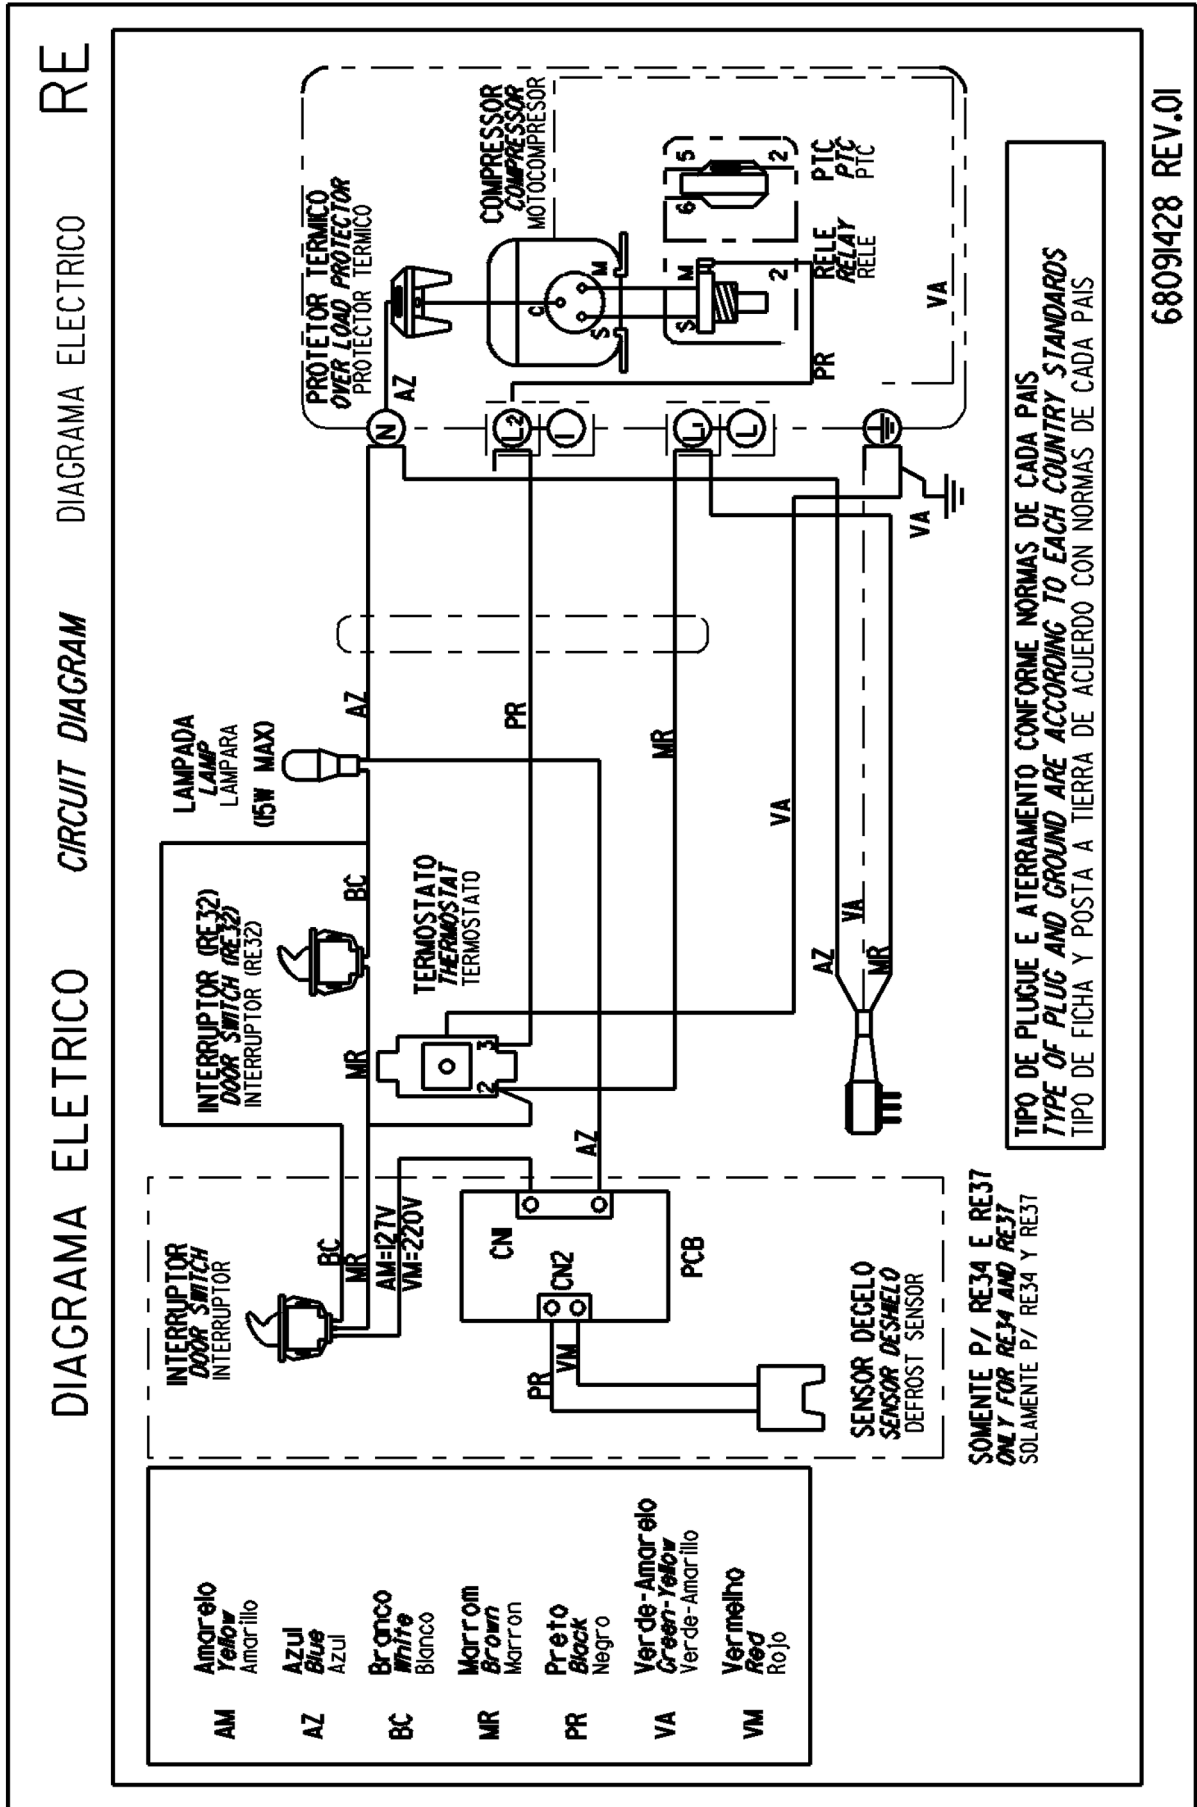 DIAGRAMA ELETRICO CIRCUIT DIAGRAM DIAGRAMA ELECTRICO RE
AM
Amarelo
Yellow
Amarillo
AZ
Azul
Blue
Azul
BC
Branco
White
Blanco
MR
Marrom
Brown
Marron
PR
Preto
Black
Negro
VA
Verde-Amarelo
Green-Yellow
Verde-Amarillo
VM
Vermelho
Red
Rojo
INTERRUPTOR
DOOR SWITCH
INTERRUPTOR
BC
MR
AM=127V
VM=220V
CN1
CN2
PCB
PR
VM
AZ
SENSOR DEGELO
SENSOR DESHIELO
DEFROST SENSOR
SOMENTE P/ RE34 E RE37
ONLY FOR RE34 AND RE37
SOLAMENTE P/ RE34 Y RE37
INTERRUPTOR (RE32)
DOOR SWITCH (RE32)
INTERRUPTOR (RE32)
MR
BC
TERMOSTATO
THERMOSTAT
TERMOSTATO
2
3
LAMPADA
LAMP
LAMPARA
(15W MAX)
AZ
PR
MR
VA
AZ
VA
MR
VA
PROTETOR TERMICO
OVER LOAD PROTECTOR
PROTECTOR TERMICO
AZ
N
L2
1
L1
L
COMPRESSOR
COMPRESSOR
MOTOCOMPRESOR
C
S
M
S
M
2
RELE
RELAY
RELE
6
5
2
PTC
PTC
PTC
PR
VA
TIPO DE PLUGUE E ATERRAMENTO CONFORME NORMAS DE CADA PAIS
TYPE OF PLUG AND GROUND ARE ACCORDING TO EACH COUNTRY STANDARDS
TIPO DE FICHA Y POSTA A TIERRA DE ACUERDO CON NORMAS DE CADA PAIS
68091428 REV.01